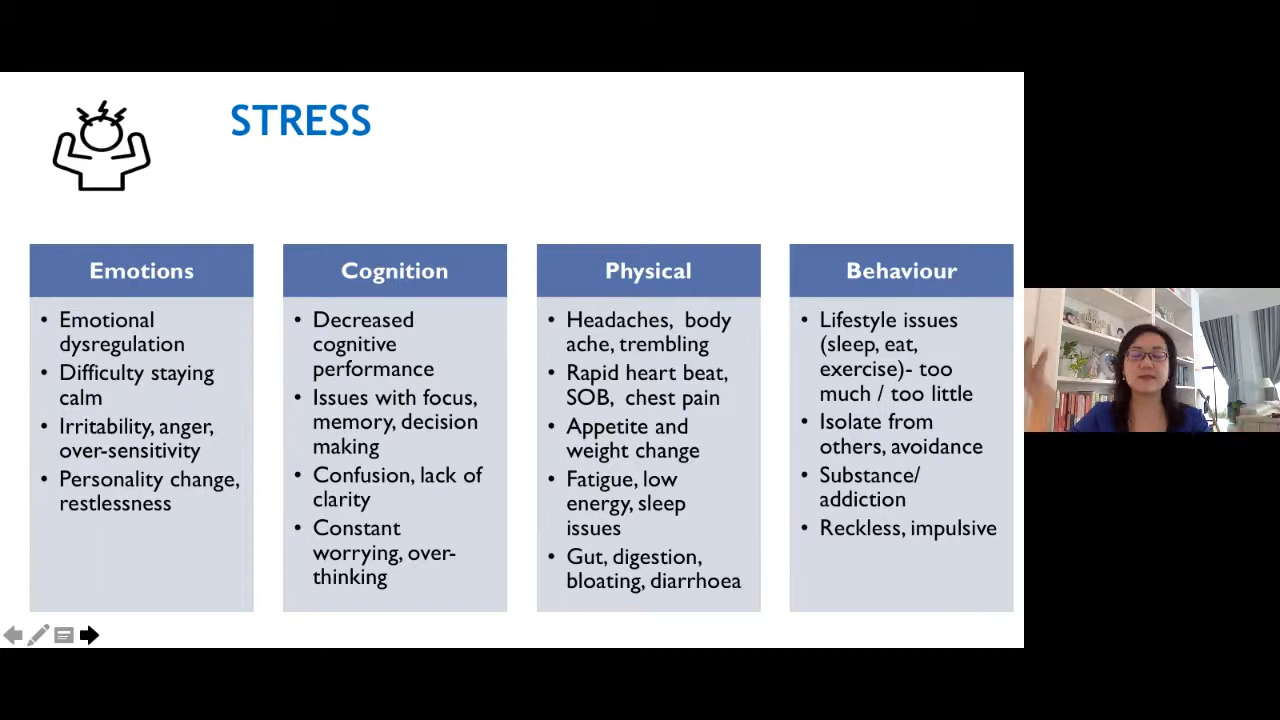 STRESS
Emotions
• Emotional
dysregulation
• Difficulty staying
calm
• Irritability, anger,
over-sensitivity
• Personality change,
restlessness
Cognition
• Decreased
cognitive
performance
• Issues with focus,
memory, decision
making
• Confusion, lack of
clarity
• Constant
worrying, over-
thinking
Physical
• Headaches,  body
ache, trembling
• Rapid heart beat,
SOB,  chest pain
• Appetite and
weight change
• Fatigue, low
energy, sleep
issues
• Gut, digestion,
bloating, diarrhoea
Behaviour
• Lifestyle issues
(sleep, eat,
exercise)- too
much / too little
• Isolate from
others, avoidance
• Substance/
addiction
• Reckless, impulsive